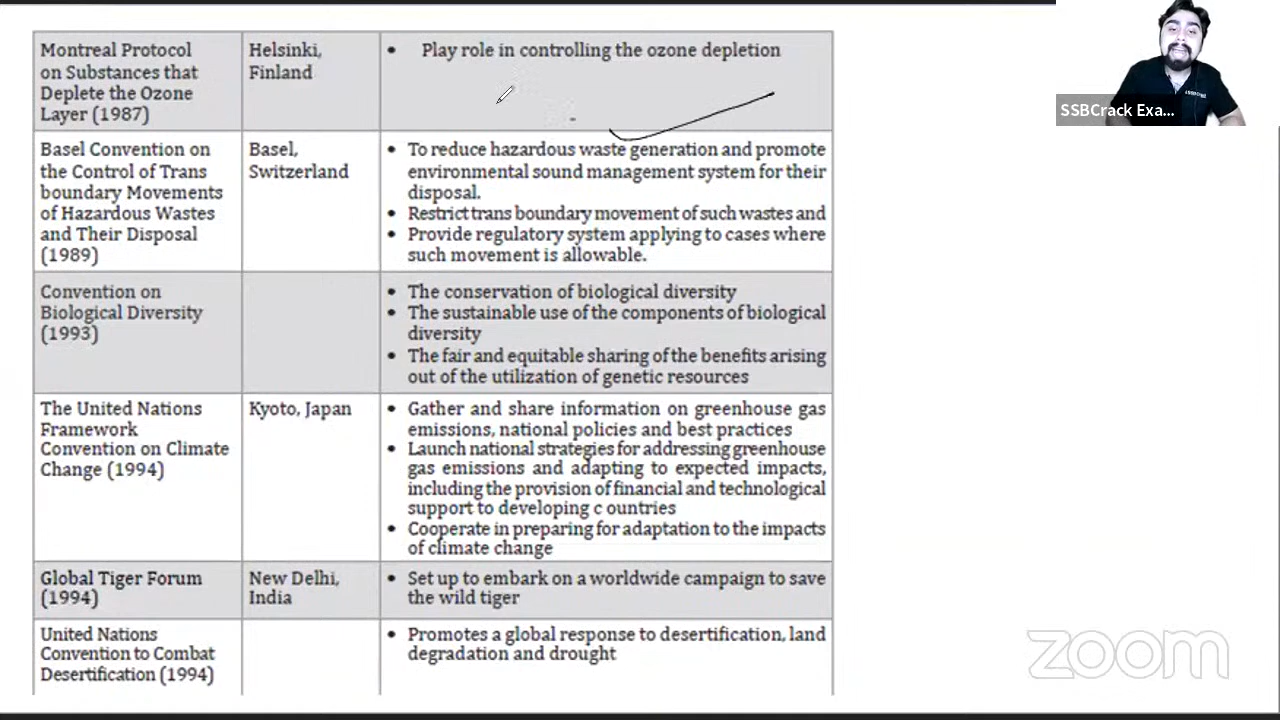 Montreal Protocol
on Substances that
Deplete the Ozone
Layer (1987)
Helsinki,
Finland
• Play role in controlling the ozone depletion
Basel Convention on
the Control of Trans
boundary Movements
of Hazardous Wastes
and Their Disposal
(1989)
Basel,
Switzerland
• To reduce hazardous waste generation and promote
environmental sound management system for their
disposal.
• Restrict trans boundary movement of such wastes and
• Provide regulatory system applying to cases where
such movement is allowable.
Convention on
Biological Diversity
(1993)
• The conservation of biological diversity
• The sustainable use of the components of biological
diversity
• The fair and equitable sharing of the benefits arising
out of the utilization of genetic resources
The United Nations
Framework
Convention on Climate
Change (1994)
Kyoto, Japan
• Gather and share information on greenhouse gas
emissions, national policies and best practices
• Launch national strategies for addressing greenhouse
gas emissions and adapting to expected impacts,
including the provision of financial and technological
support to developing c ountries
• Cooperate in preparing for adaptation to the impacts
of climate change
Global Tiger Forum
(1994)
New Delhi,
India
• Set up to embark on a worldwide campaign to save
the wild tiger
United Nations
Convention to Combat
Desertification (1994)
• Promotes a global response to desertification, land
degradation and drought
SSBCrack Exa...
zoom